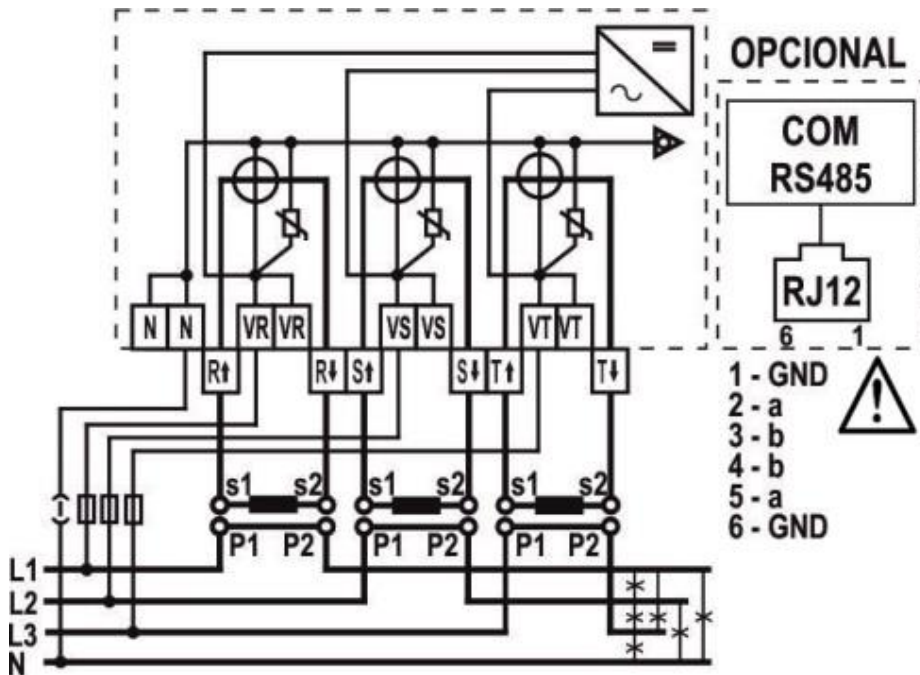 OPCIONAL
COM
RS485
RJ12
6 1
N N VR VR VS VS VT VT
R↑ R↓ S↑ S↓ T↑ T↓
1 - GND
2 - a
3 - b
4 - b
5 - a
6 - GND
!
s1 s2 s1 s2 s1 s2
P1 P2 P1 P2 P1 P2
L1
L2
L3
N